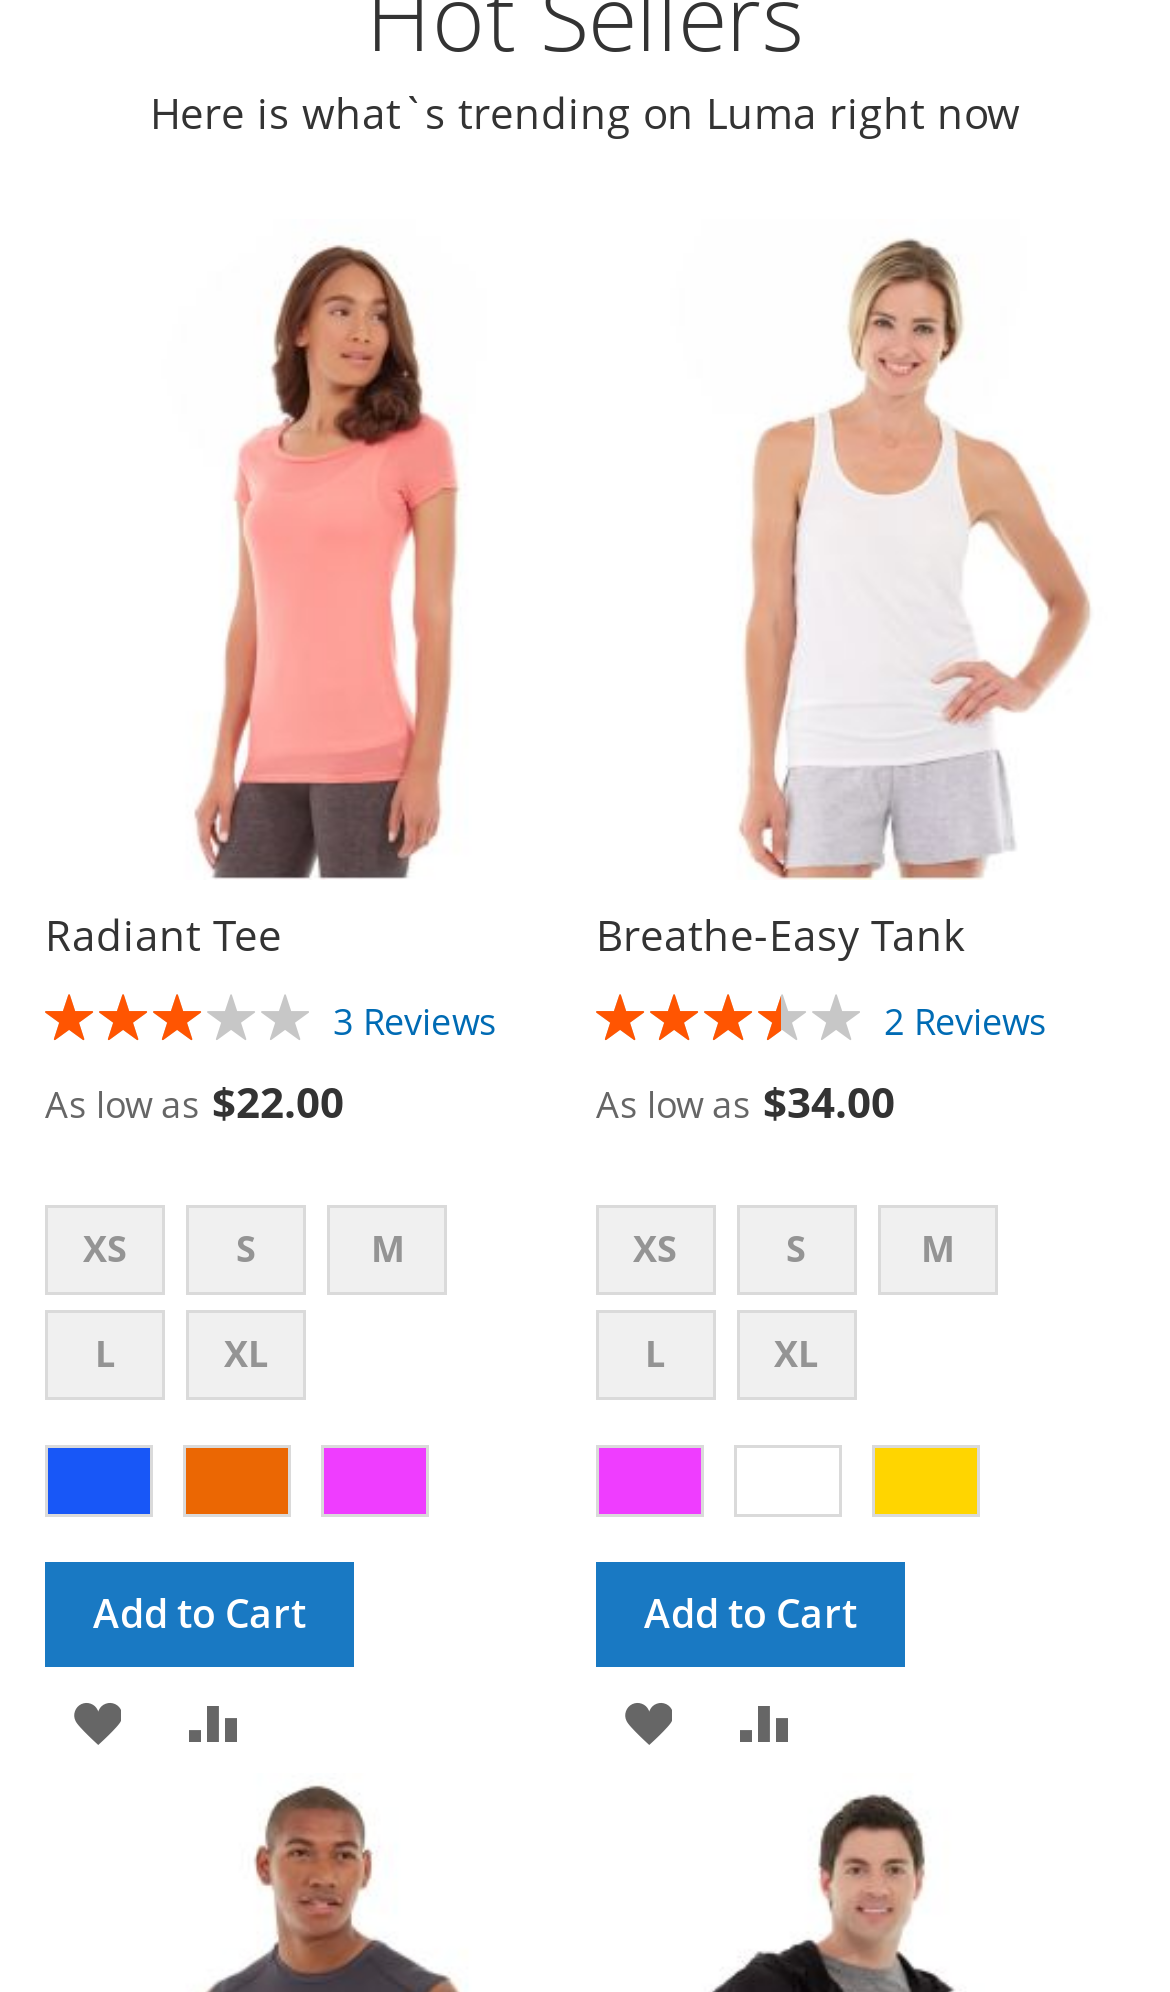 Hot Sellers
Here is what`s trending on Luma right now
Radiant Tee
3 Reviews
As low as $22.00
XS S M
L XL
Add to Cart
Breathe-Easy Tank
2 Reviews
As low as $34.00
XS S M
L XL
Add to Cart